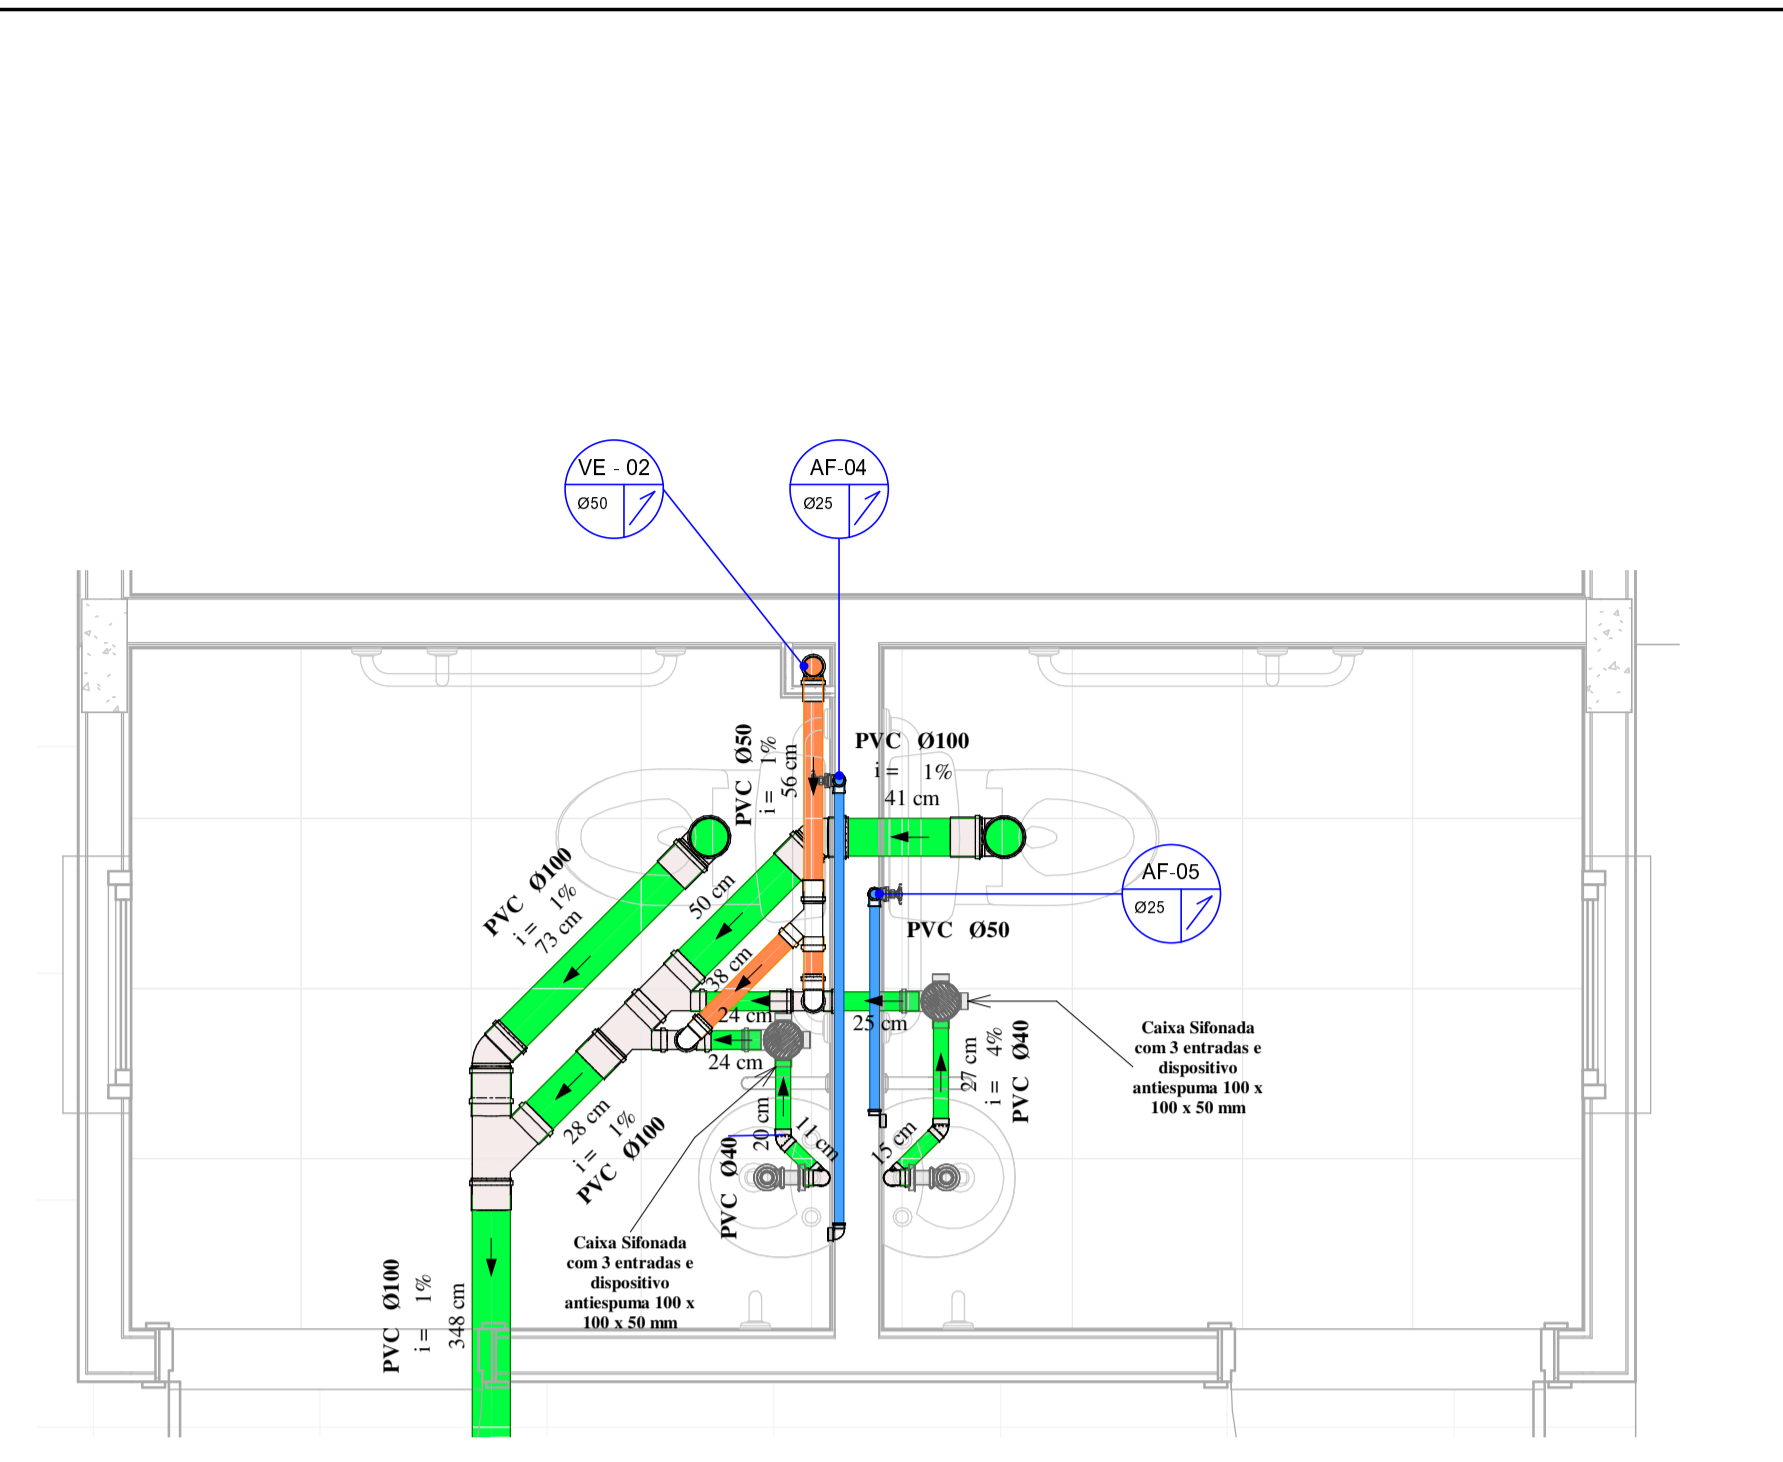 VE - 02
Ø50
AF-04
Ø25
PVC Ø50
i = 1%
56 cm
PVC Ø100
i = 1%
41 cm
AF-05
Ø25
PVC Ø100
i = 1%
73 cm
50 cm
38 cm
PVC Ø50
24 cm
25 cm
24 cm
Caixa Sifonada
com 3 entradas e
dispositivo
antiespuma 100 x
100 x 50 mm
27 cm
i = 4%
PVC Ø40
28 cm
i = 1%
PVC Ø100
PVC Ø40
20 cm
11 cm
15 cm
Caixa Sifonada
com 3 entradas e
dispositivo
antiespuma 100 x
100 x 50 mm
PVC Ø100
i = 1%
348 cm